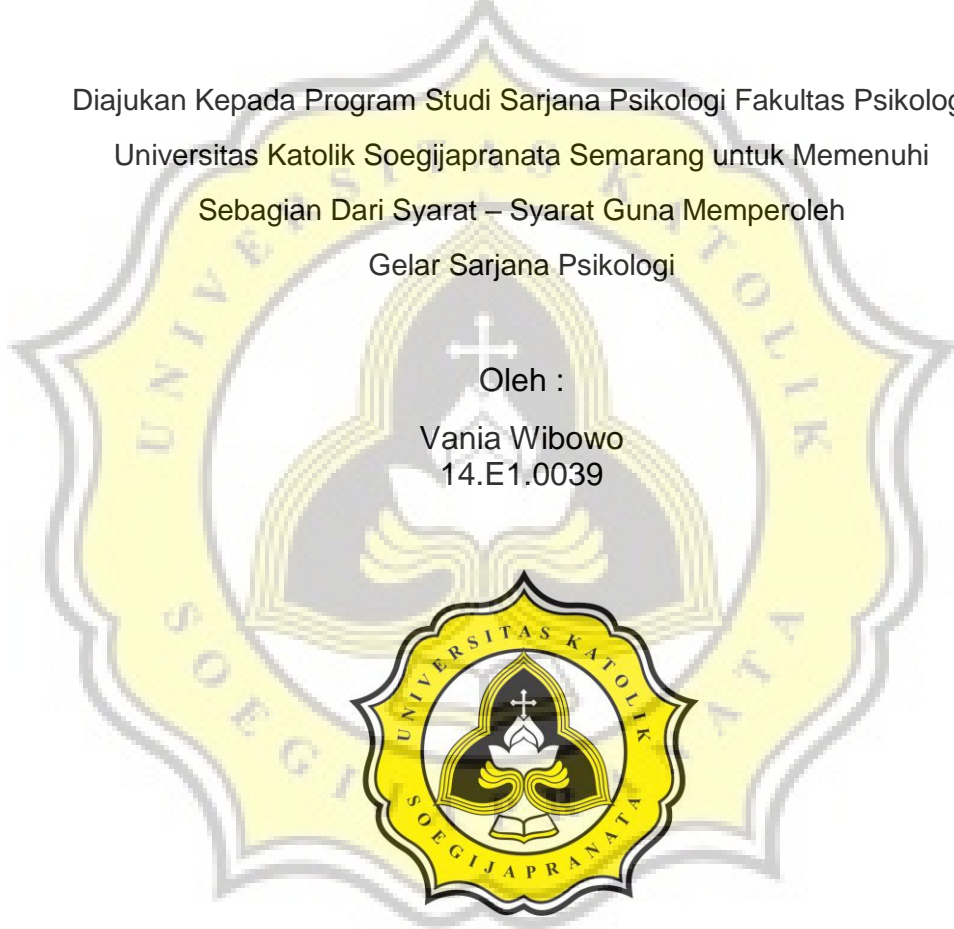 Diajukan Kepada Program Studi Sarjana Psikologi Fakultas Psikolog
Universitas Katolik Soegijapranata Semarang untuk Memenuhi
Sebagian Dari Syarat – Syarat Guna Memperoleh
Gelar Sarjana Psikologi
Oleh :
Vania Wibowo
14.E1.0039
UNIVERSITAS KATOLIK
SOEGIJAPRANATA